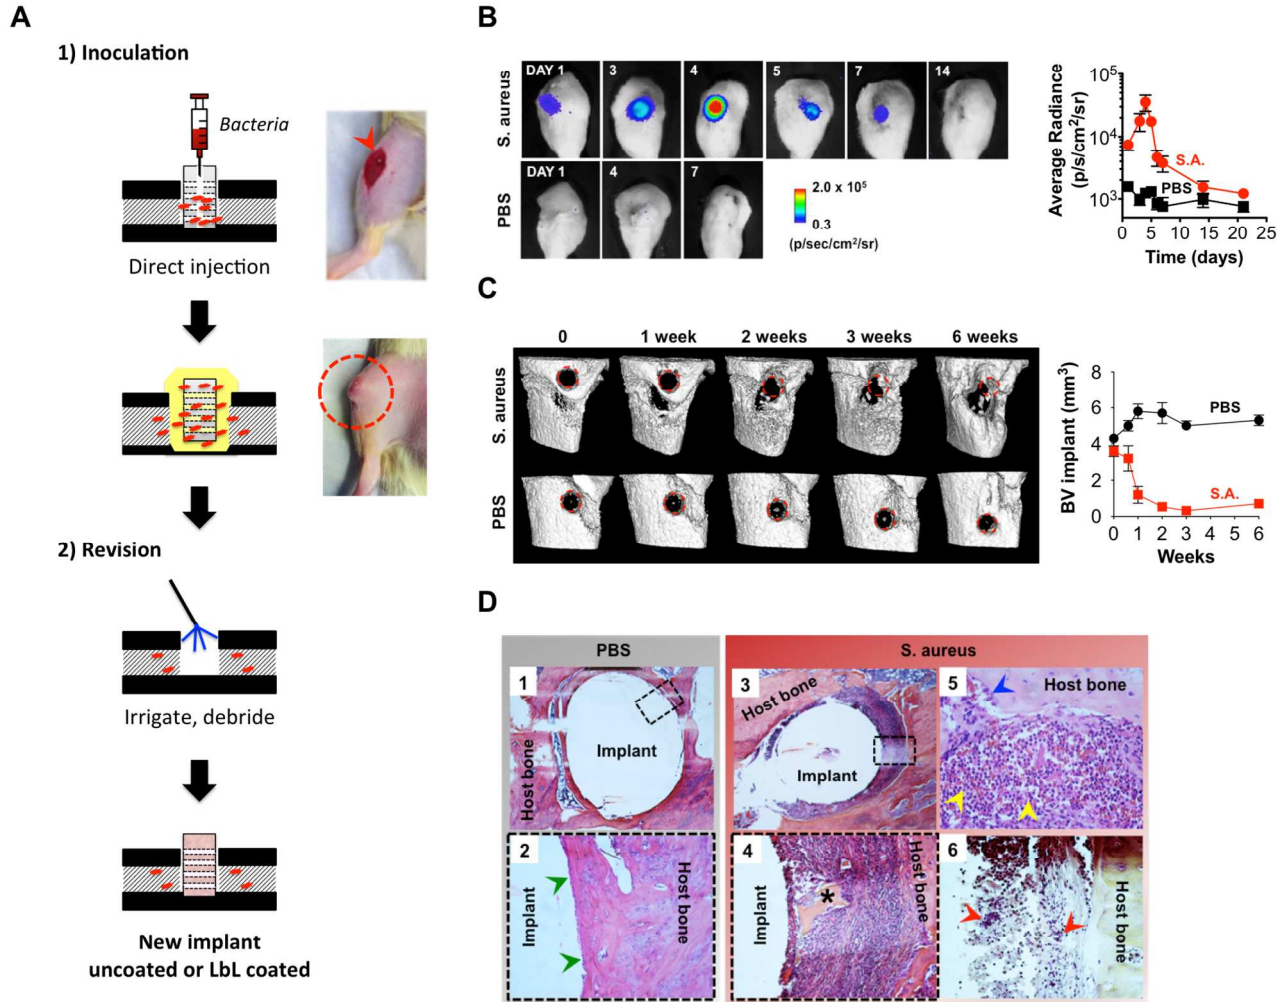 A
1) Inoculation
Bacteria
Direct injection
2) Revision
Irrigate, debride
New implant
uncoated or LbL coated
B
S. aureus
DAY 1
3
4
5
7
14
PBS
DAY 1
4
7
2.0 x 10⁵
0.3
(p/sec/cm²/sr)
Average Radiance
(p/s/cm²/sr)
10⁵
10⁴
10³
S.A.
PBS
0 5 10 15 20 25
Time (days)
C
0 1 week 2 weeks 3 weeks 6 weeks
S. aureus
PBS
BV implant (mm³)
8
6
4
2
0
PBS
S.A.
0 1 2 3 4 5 6
Weeks
D
PBS
1
Implant
Host bone
2
Implant
Host bone
S. aureus
3
Host bone
Implant
4
Implant
*
Host bone
5
Host bone
6
Host bone